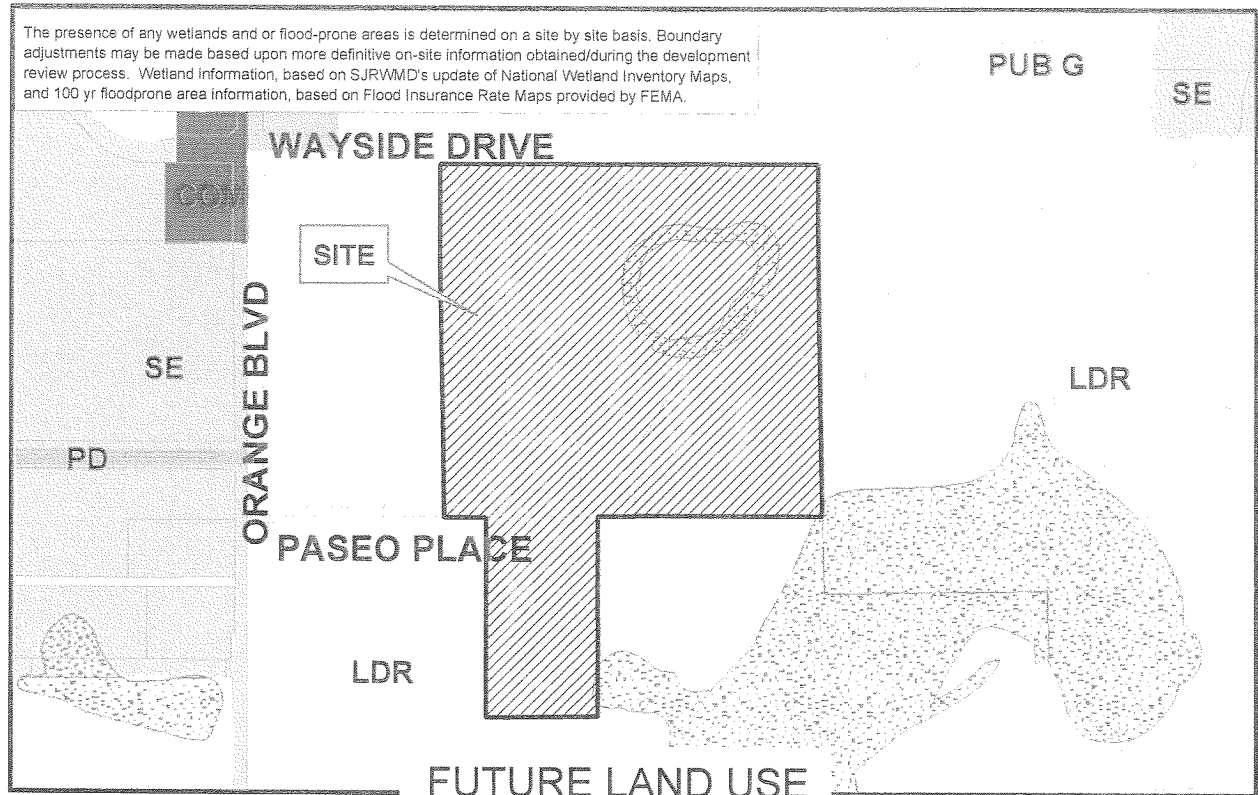 The presence of any wetlands and or flood-prone areas is determined on a site by site basis. Boundary
adjustments may be made based upon more definitive on-site information obtained/during the development
review process. Wetland information, based on SJRWMD's update of National Wetland Inventory Maps,
and 100 yr floodprone area information, based on Flood Insurance Rate Maps provided by FEMA.
PUB G
SE
WAYSIDE DRIVE
COM
SITE
ORANGE BLVD
SE
LDR
PD
PASEO PLACE
LDR
FUTURE LAND USE